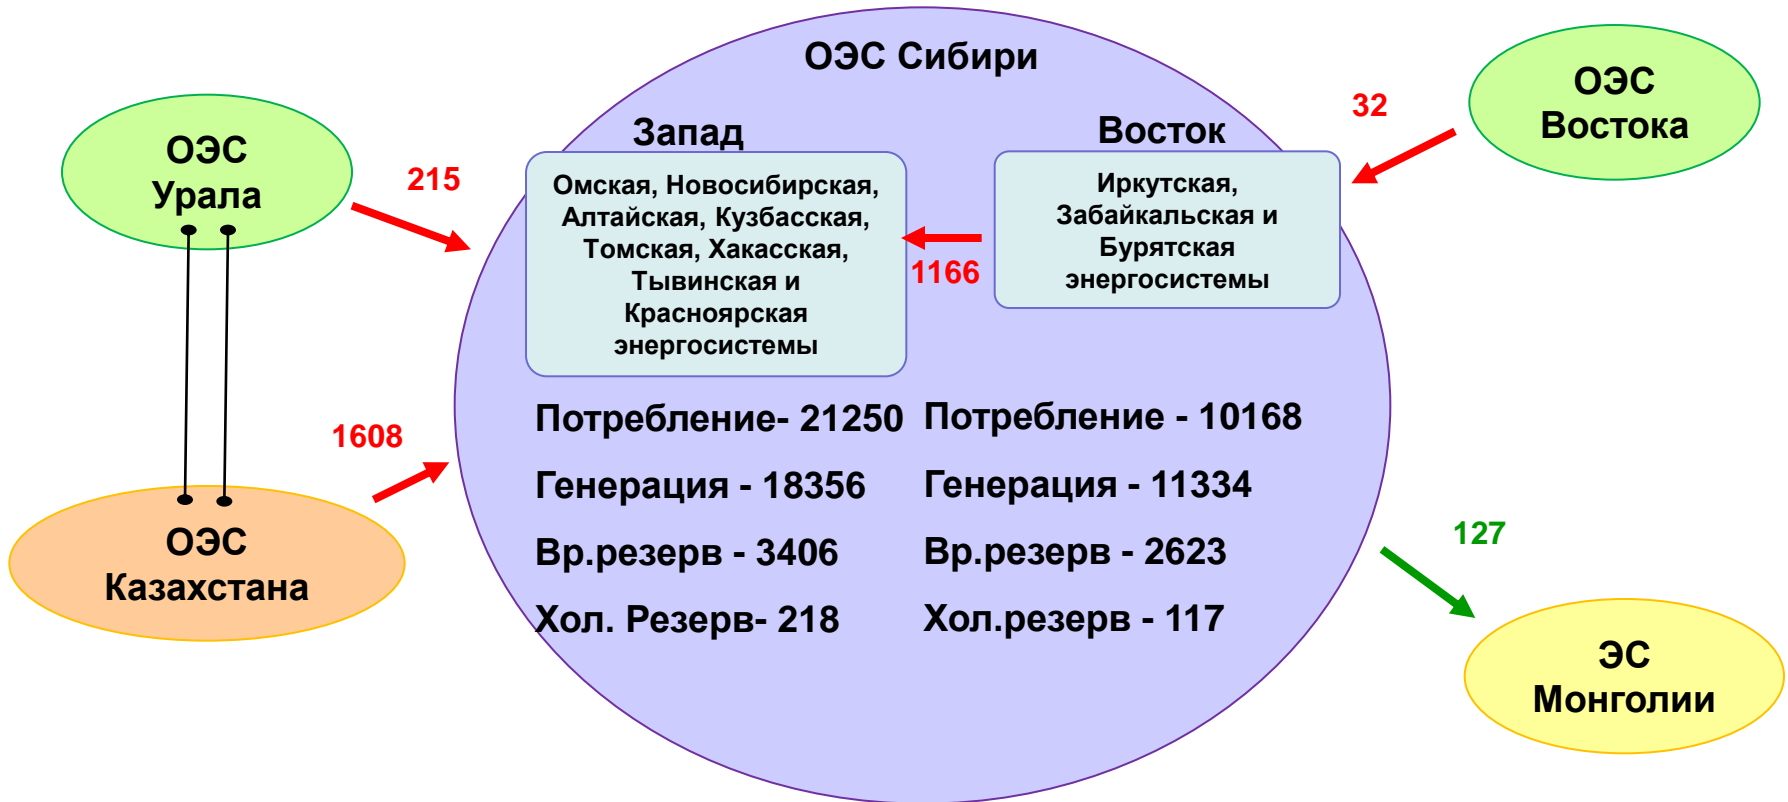 ОЭС Сибири
ОЭС
Урала
215
Запад
Омская, Новосибирская,
Алтайская, Кузбасская,
Томская, Хакасская,
Тывинская и
Красноярская
энергосистемы
1166
Восток
Иркутская,
Забайкальская и
Бурятская
энергосистемы
32
ОЭС
Востока
1608
ОЭС
Казахстана
Потребление- 21250
Генерация - 18356
Вр.резерв - 3406
Хол. Резерв- 218
Потребление - 10168
Генерация - 11334
Вр.резерв - 2623
Хол.резерв - 117
127
ЭС
Монголии